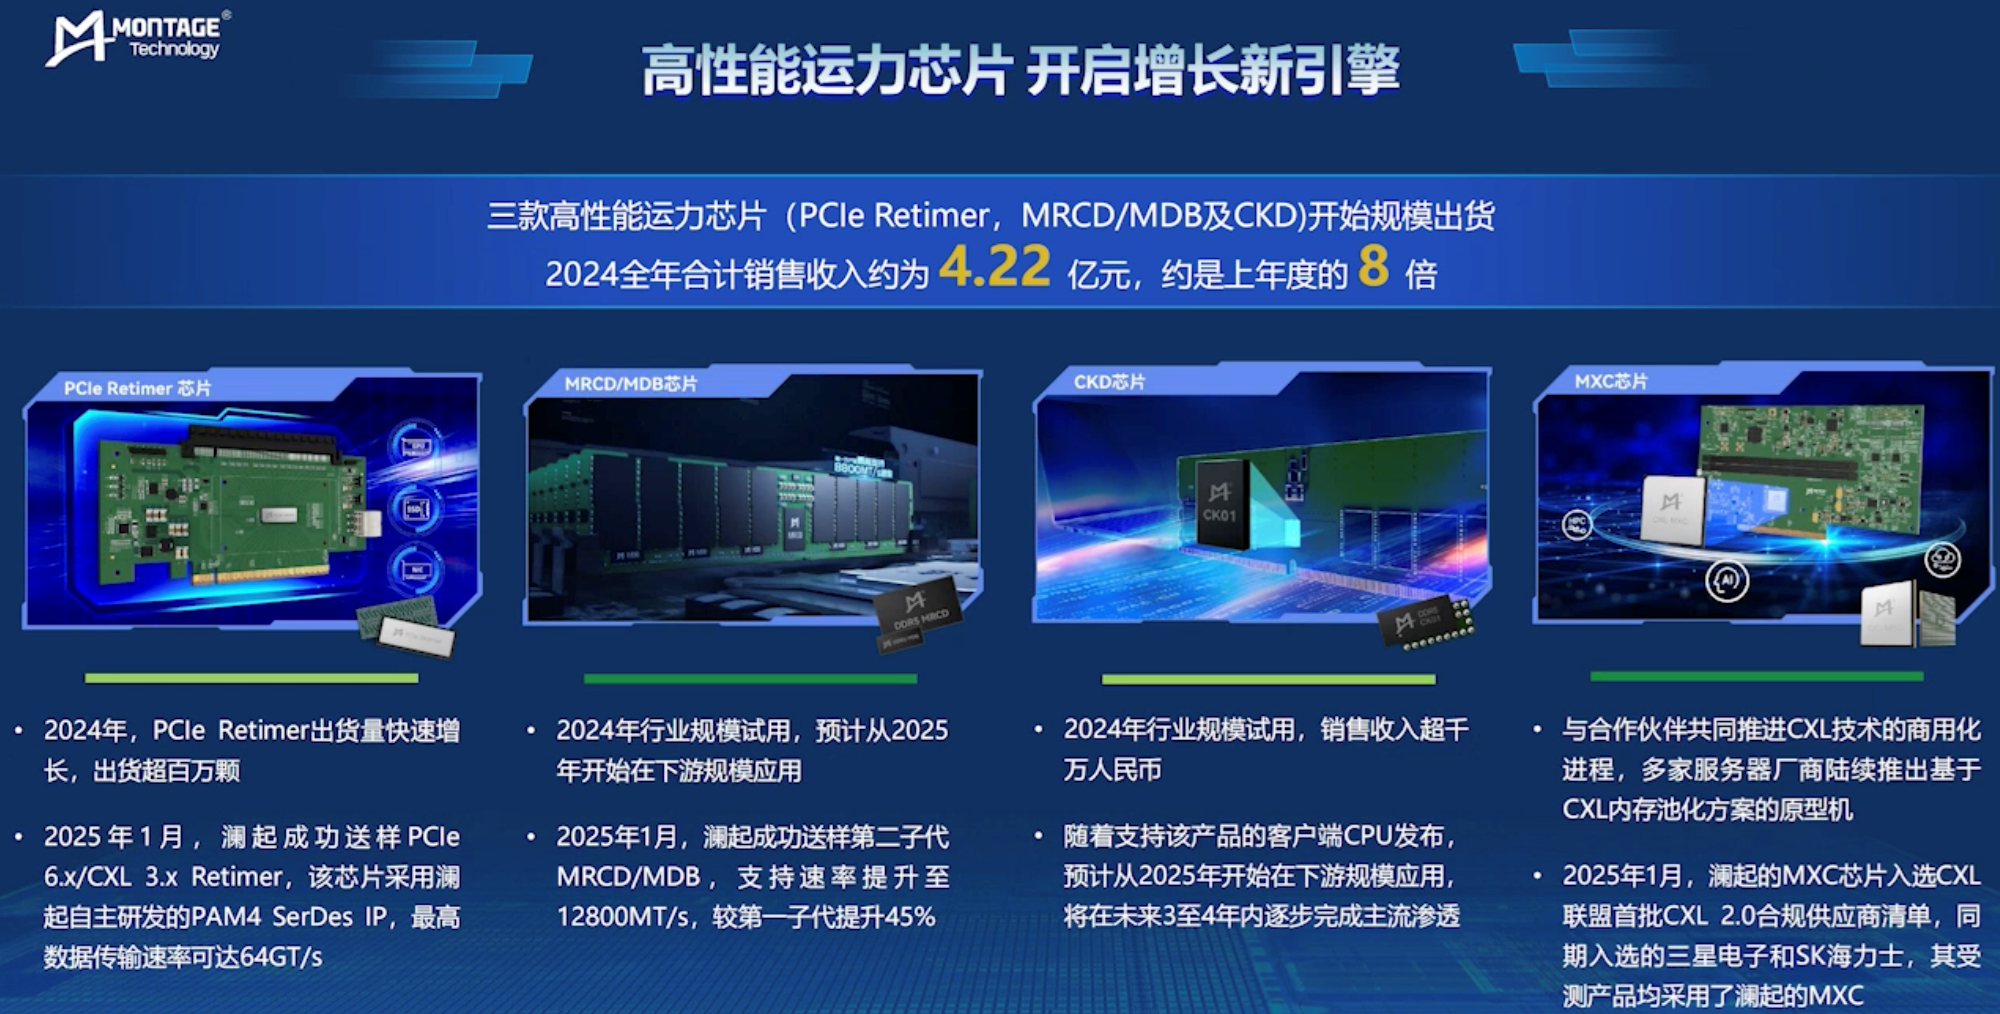 MONTAGE®
Technology
高性能运力芯片 开启增长新引擎
三款高性能运力芯片（PCIe Retimer，MRCD/MDB及CKD)开始规模出货
2024全年合计销售收入约为 4.22 亿元，约是上年度的 8 倍
PCIe Retimer 芯片
SSD
PCIe Retimer
• 2024年，PCIe Retimer出货量快速增
长，出货超百万颗
• 2025年1月，澜起成功送样PCIe
6.x/CXL 3.x Retimer，该芯片采用澜
起自主研发的PAM4 SerDes IP，最高
数据传输速率可达64GT/s
MRCD/MDB芯片
8800MT/s
DDR5 MRCD
• 2024年行业规模试用，预计从2025
年开始在下游规模应用
• 2025年1月，澜起成功送样第二子代
MRCD/MDB，支持速率提升至
12800MT/s，较第一子代提升45%
CKD芯片
CK01
DDR5
CK01
• 2024年行业规模试用，销售收入超千
万人民币
• 随着支持该产品的客户端CPU发布，
预计从2025年开始在下游规模应用，
将在未来3至4年内逐步完成主流渗透
MXC芯片
AI
• 与合作伙伴共同推进CXL技术的商用化
进程，多家服务器厂商陆续推出基于
CXL内存池化方案的原型机
• 2025年1月，澜起的MXC芯片入选CXL
联盟首批CXL 2.0合规供应商清单，同
期入选的三星电子和SK海力士，其受
测产品均采用了澜起的MXC